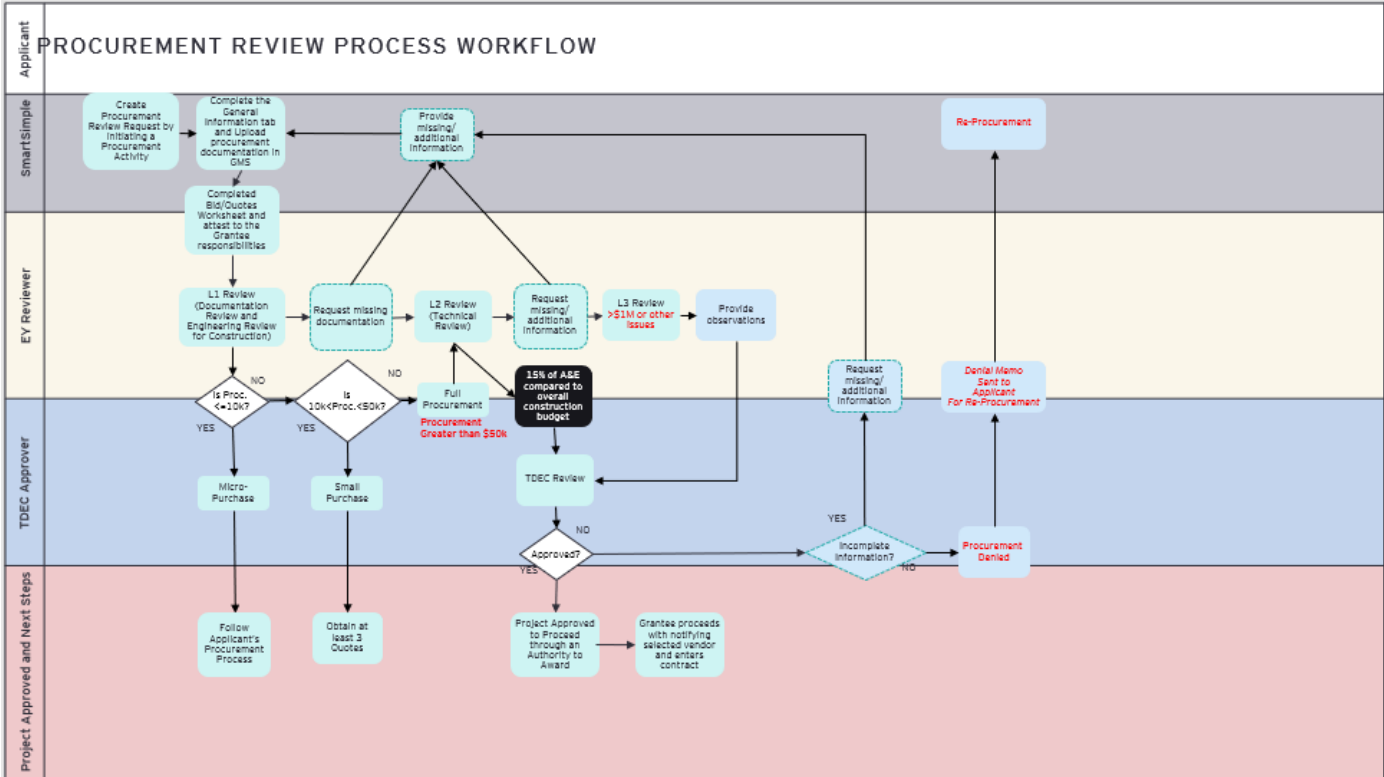 PROCUREMENT REVIEW PROCESS WORKFLOW
Applicant
SmartSimple
Create
Procurement
Review Request by
Initiating a
Procurement
Activity
Complete the
General
Information tab
and Upload
procurement
documentation in
GMS
Provide
missing/
additional
information
Re-Procurement
Completed
Bid/Quotes
Worksheet and
attest to the
Grantee
responsibilities
EY Reviewer
L1 Review
(Documentation
Review and
Engineering Review
for Construction)
Request missing
documentation
L2 Review
(Technical
Review)
Request
missing/
additional
information
L3 Review
>$1M or other
issues
Provide
observations
Is Proc.
<=10k?
NO
YES
Is
10k<Proc.<50k?
NO
YES
Full
Procurement
Procurement
Greater than $50k
15% of A&E
compared to
overall
construction
budget
Request
missing/
additional
information
Denial Memo
Sent to
Applicant
For Re-Procurement
TDEC Approver
Micro-
Purchase
Small
Purchase
TDEC Review
Approved?
NO
YES
YES
Incomplete
Information?
NO
Procurement
Denied
Project Approved and Next Steps
Follow
Applicant's
Procurement
Process
Obtain at
least 3
Quotes
Project Approved
to Proceed
through an
Authority to
Award
Grantee proceeds
with notifying
selected vendor
and enters
contract